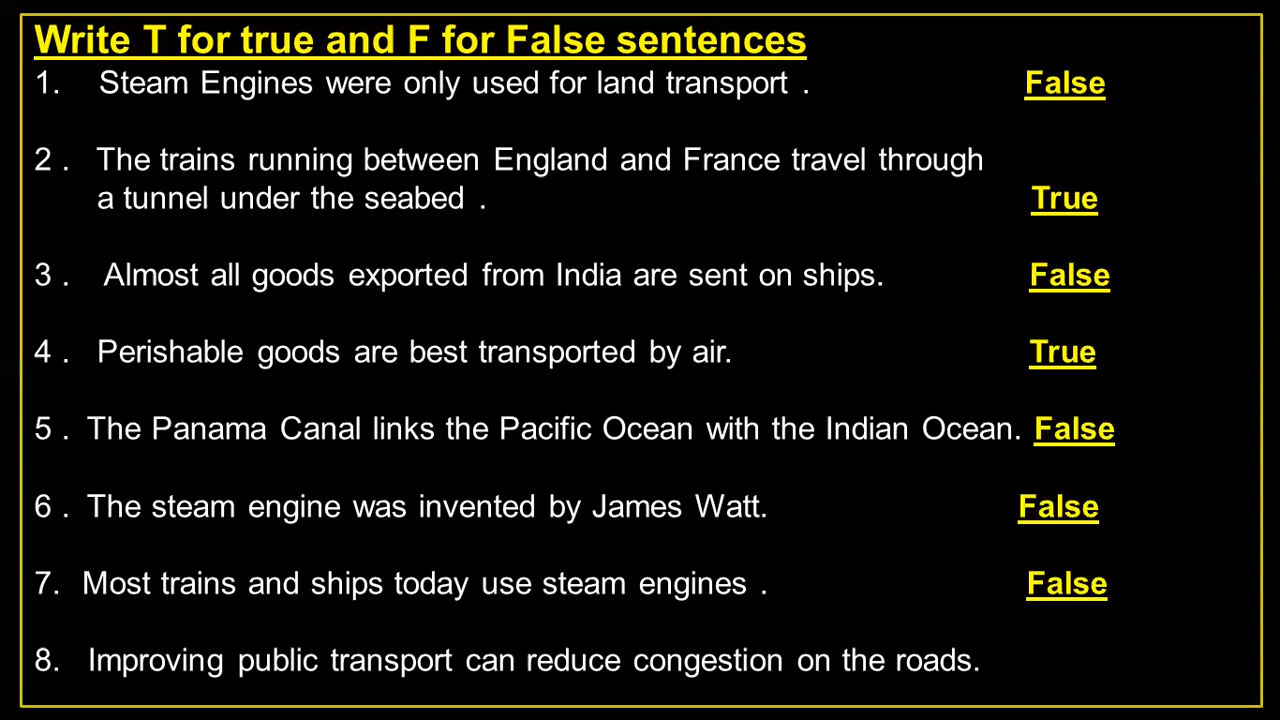 Write T for true and F for False sentences
1. Steam Engines were only used for land transport . False
2 . The trains running between England and France travel through
a tunnel under the seabed . True
3 . Almost all goods exported from India are sent on ships. False
4 . Perishable goods are best transported by air. True
5 . The Panama Canal links the Pacific Ocean with the Indian Ocean. False
6 . The steam engine was invented by James Watt. False
7. Most trains and ships today use steam engines . False
8. Improving public transport can reduce congestion on the roads.